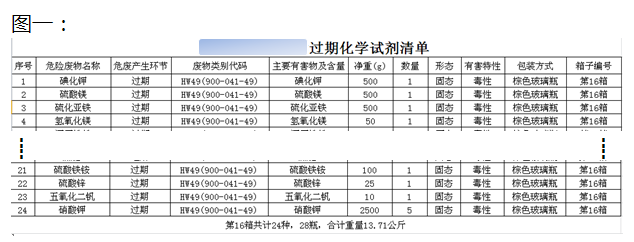 图一：
过期化学试剂清单
序号 危险废物名称 危废产生环节 废物类别代码 主要有害物及含量 净重(g) 数量 形态 有害特性 包装方式 箱子编号
1 碘化钾 过期 HW49(900-041-49) 碘化钾 500 1 固态 毒性 棕色玻璃瓶 第16箱
2 硫酸镁 过期 HW49(900-041-49) 硫酸镁 500 1 固态 毒性 棕色玻璃瓶 第16箱
3 硫化亚铁 过期 HW49(900-041-49) 硫化亚铁 500 1 固态 毒性 棕色玻璃瓶 第16箱
4 氢氧化镁 过期 HW49(900-041-49) 氢氧化镁 50 1 固态 毒性 棕色玻璃瓶 第16箱
21 硫酸铁铵 过期 HW49(900-041-49) 硫酸铁铵 100 1 固态 毒性 棕色玻璃瓶 第16箱
22 硫酸锌 过期 HW49(900-041-49) 硫酸锌 25 1 固态 毒性 棕色玻璃瓶 第16箱
23 五氧化二钒 过期 HW49(900-041-49) 五氧化二钒 10 1 固态 毒性 棕色玻璃瓶 第16箱
24 硝酸钾 过期 HW49(900-041-49) 硝酸钾 2500 5 固态 毒性 棕色玻璃瓶 第16箱
第16箱共计24种，28瓶，合计重量13.71公斤